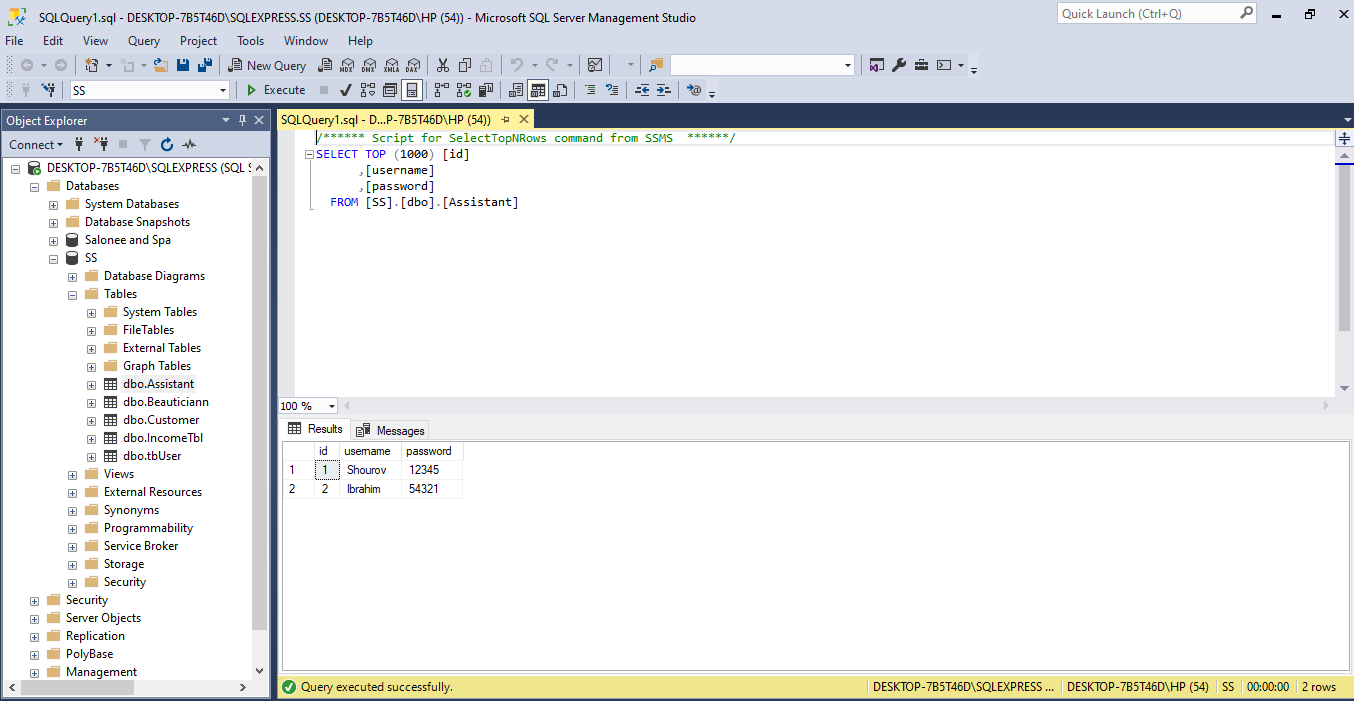 SQLQuery1.sql - DESKTOP-7B5T46D\SQLEXPRESS.SS (DESKTOP-7B5T46D\HP (54)) - Microsoft SQL Server Management Studio
Quick Launch (Ctrl+Q)
File Edit View Query Project Tools Window Help
New Query
MDX DMX XMLA DAX
SS
Execute
Object Explorer
Connect
DESKTOP-7B5T46D\SQLEXPRESS (SQL S
Databases
System Databases
Database Snapshots
Salonee and Spa
SS
Database Diagrams
Tables
System Tables
FileTables
External Tables
Graph Tables
dbo.Assistant
dbo.Beauticiann
dbo.Customer
dbo.IncomeTbl
dbo.tbUser
Views
External Resources
Synonyms
Programmability
Service Broker
Storage
Security
Security
Server Objects
Replication
PolyBase
Management
SQLQuery1.sql - D...P-7B5T46D\HP (54))
/****** Script for SelectTopNRows command from SSMS ******/
SELECT TOP (1000) [id]
,[username]
,[password]
FROM [SS].[dbo].[Assistant]
100 %
Results Messages
id username password
1 1 Shourov 12345
2 2 Ibrahim 54321
Query executed successfully.
DESKTOP-7B5T46D\SQLEXPRESS ... DESKTOP-7B5T46D\HP (54) SS 00:00:00 2 rows